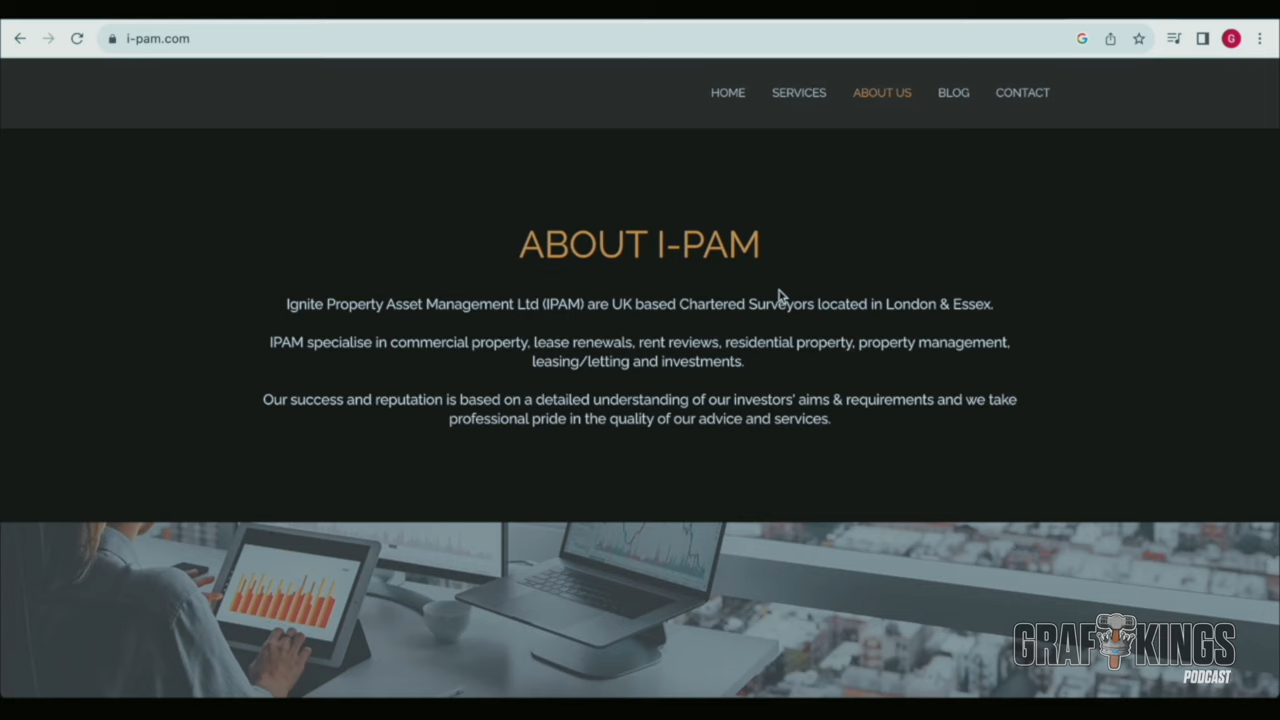 i-pam.com
G
G
HOME SERVICES ABOUT US BLOG CONTACT
ABOUT I-PAM
Ignite Property Asset Management Ltd (IPAM) are UK based Chartered Surveyors located in London & Essex.
IPAM specialise in commercial property, lease renewals, rent reviews, residential property, property management,
leasing/letting and investments.
Our success and reputation is based on a detailed understanding of our investors' aims & requirements and we take
professional pride in the quality of our advice and services.
GRAFT KINGS
PODCAST